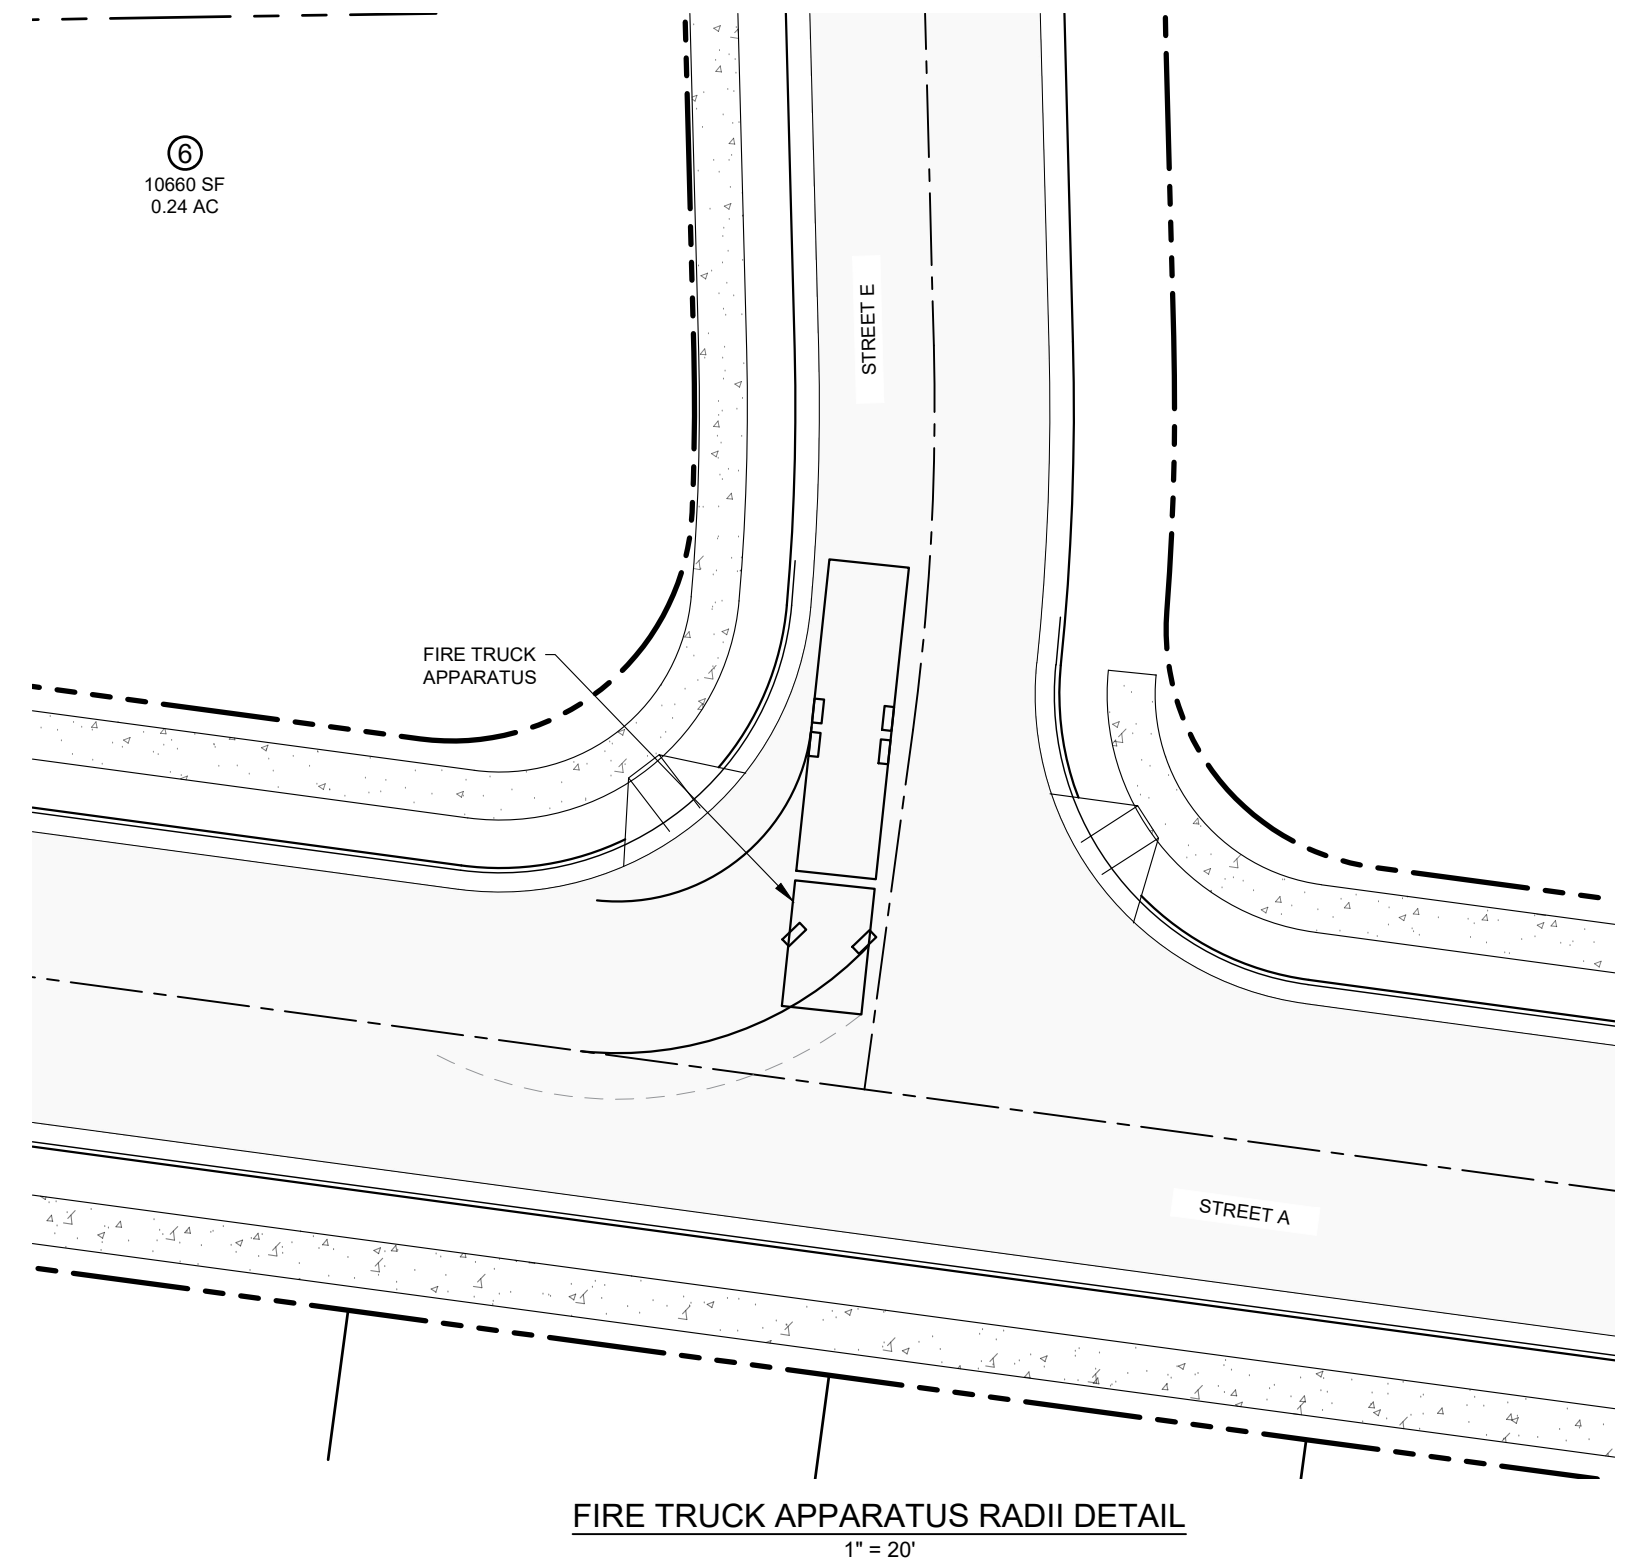 6
10660 SF
0.24 AC
STREET E
FIRE TRUCK
APPARATUS
STREET A
FIRE TRUCK APPARATUS RADII DETAIL
1" = 20'